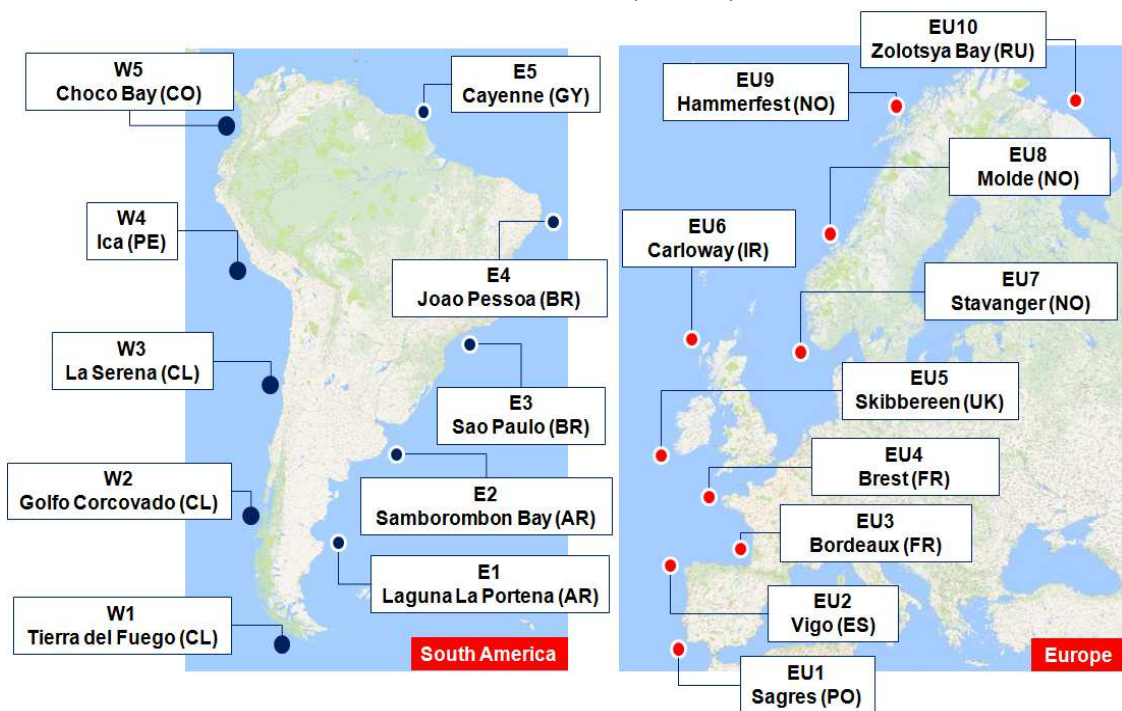 W5
Choco Bay (CO)
E5
Cayenne (GY)
W4
Ica (PE)
E4
Joao Pessoa (BR)
W3
La Serena (CL)
E3
Sao Paulo (BR)
W2
Golfo Corcovado (CL)
E2
Samborombon Bay (AR)
E1
Laguna La Portena (AR)
W1
Tierra del Fuego (CL)
South America
EU10
Zolotsya Bay (RU)
EU9
Hammerfest (NO)
EU8
Molde (NO)
EU6
Carloway (IR)
EU7
Stavanger (NO)
EU5
Skibbereen (UK)
EU4
Brest (FR)
EU3
Bordeaux (FR)
EU2
Vigo (ES)
EU1
Sagres (PO)
Europe